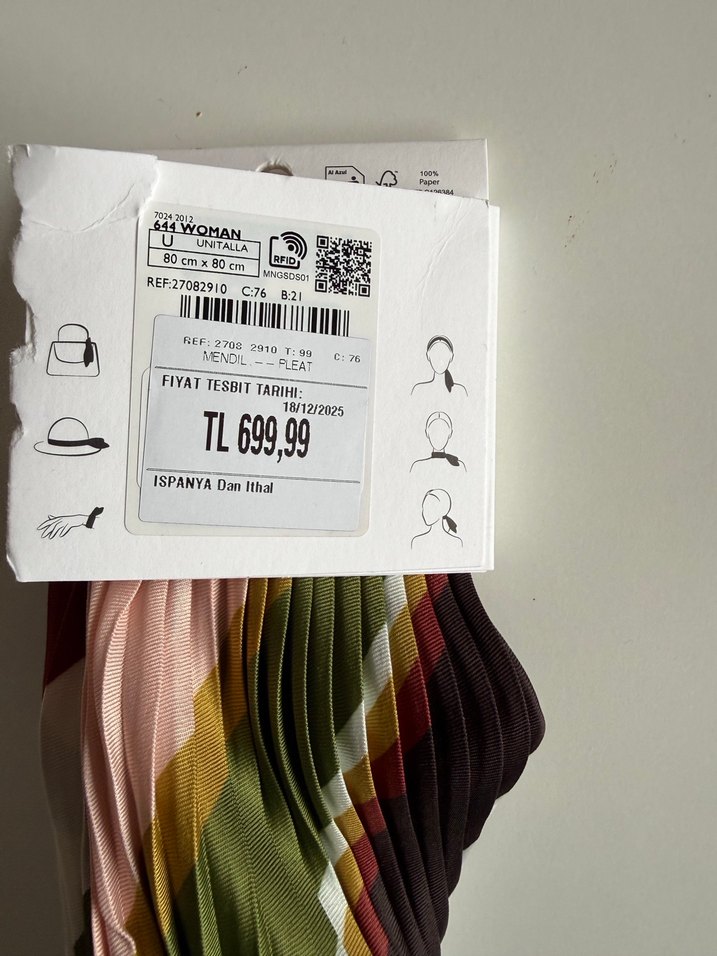 Al Azul
100%
Paper
7024 2012
644 WOMAN
U UNITALLA
80 cm x 80 cm
RFID
MNGSDS01
REF:27082910 C:76 B:21
REF: 2708 2910 T: 99 C: 76
MENDIL.-- PLEAT
FIYAT TESBIT TARIHI:
18/12/2025
TL 699,99
ISPANYA Dan Ithal